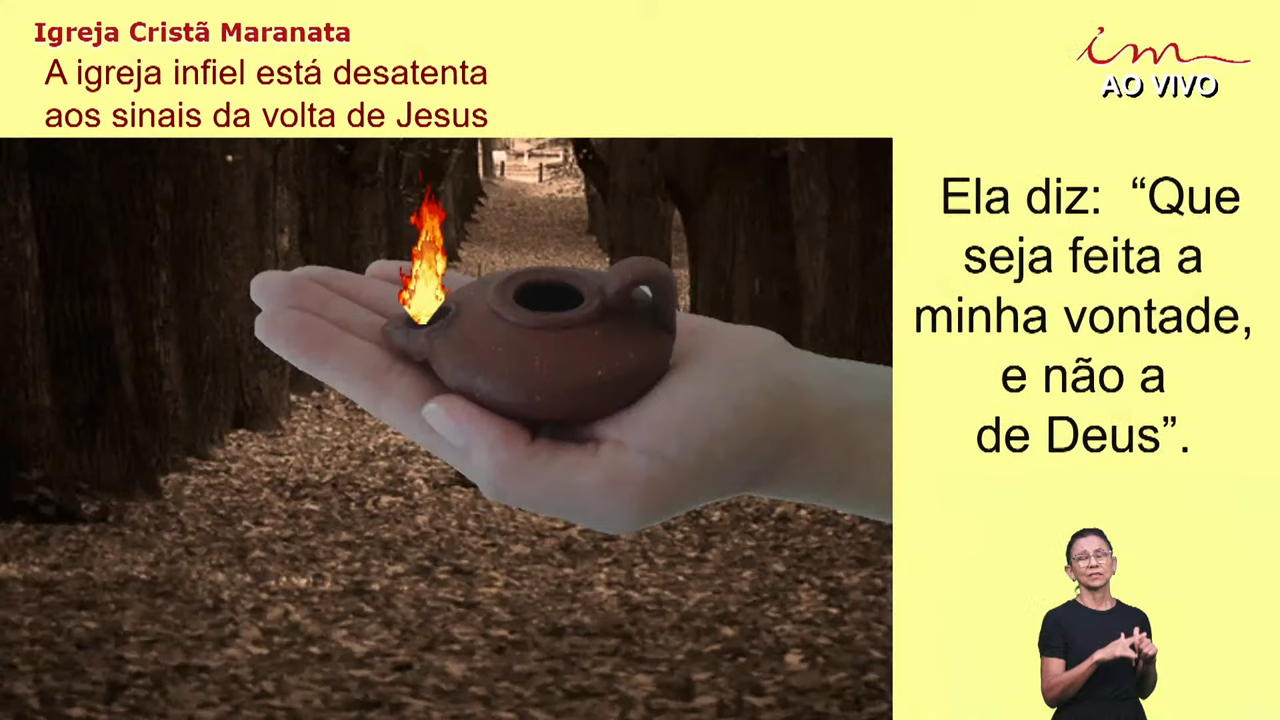 Igreja Cristã Maranata
A igreja infiel está desatenta
aos sinais da volta de Jesus
im
AO VIVO
Ela diz: “Que
seja feita a
minha vontade,
e não a
de Deus”.